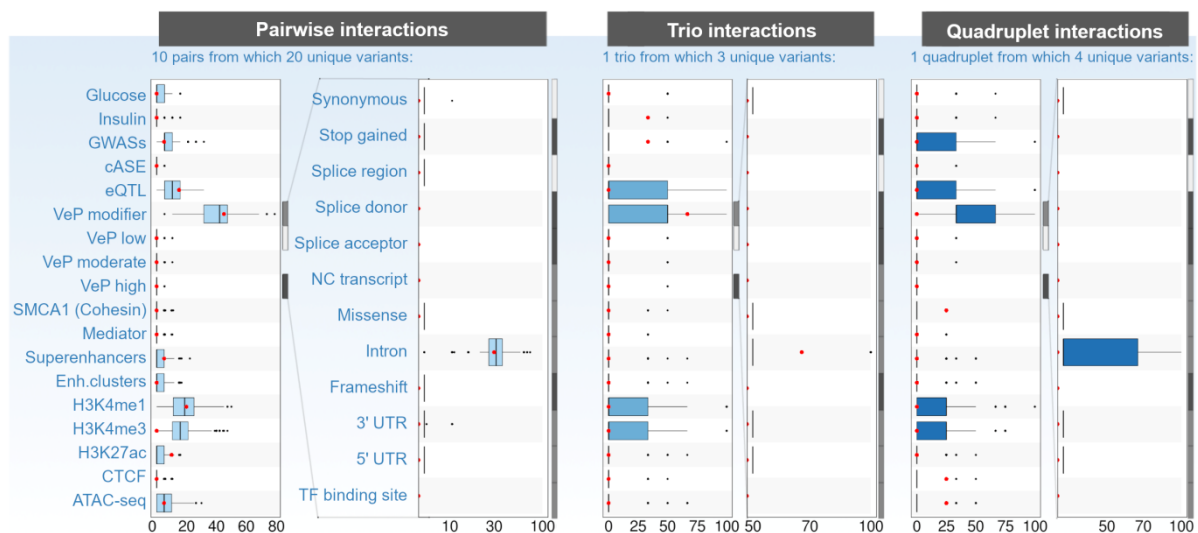 Pairwise interactions
Trio interactions
Quadruplet interactions
10 pairs from which 20 unique variants:
1 trio from which 3 unique variants:
1 quadruplet from which 4 unique variants:
Glucose
Insulin
GWASs
cASE
eQTL
VeP modifier
VeP low
VeP moderate
VeP high
SMCA1 (Cohesin)
Mediator
Superenhancers
Enh.clusters
H3K4me1
H3K4me3
H3K27ac
CTCF
ATAC-seq
Synonymous
Stop gained
Splice region
Splice donor
Splice acceptor
NC transcript
Missense
Intron
Frameshift
3' UTR
5' UTR
TF binding site
0 20 40 60 80
10 30 100
0 25 50 75 100
50 70 100
0 25 50 75 100
50 70 100